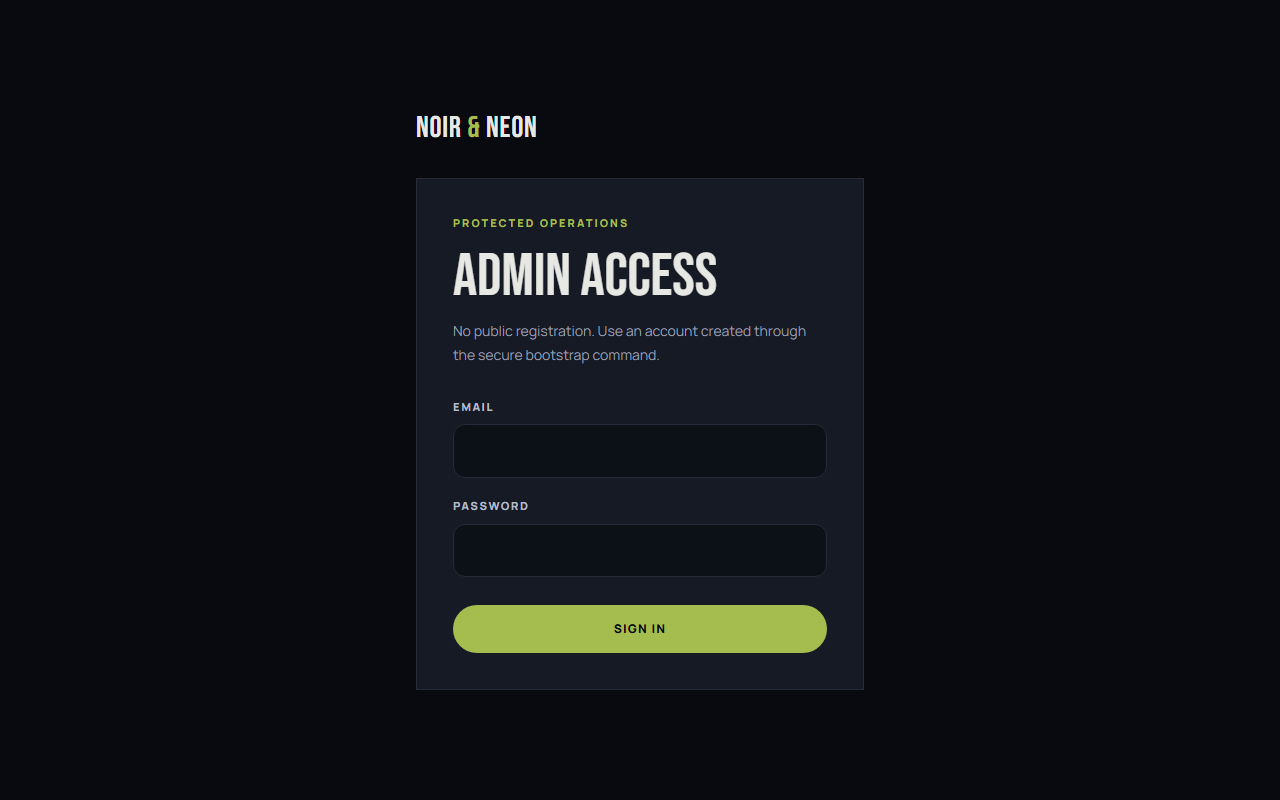 NOIR & NEON
PROTECTED OPERATIONS
ADMIN ACCESS
No public registration. Use an account created through
the secure bootstrap command.
EMAIL
PASSWORD
SIGN IN